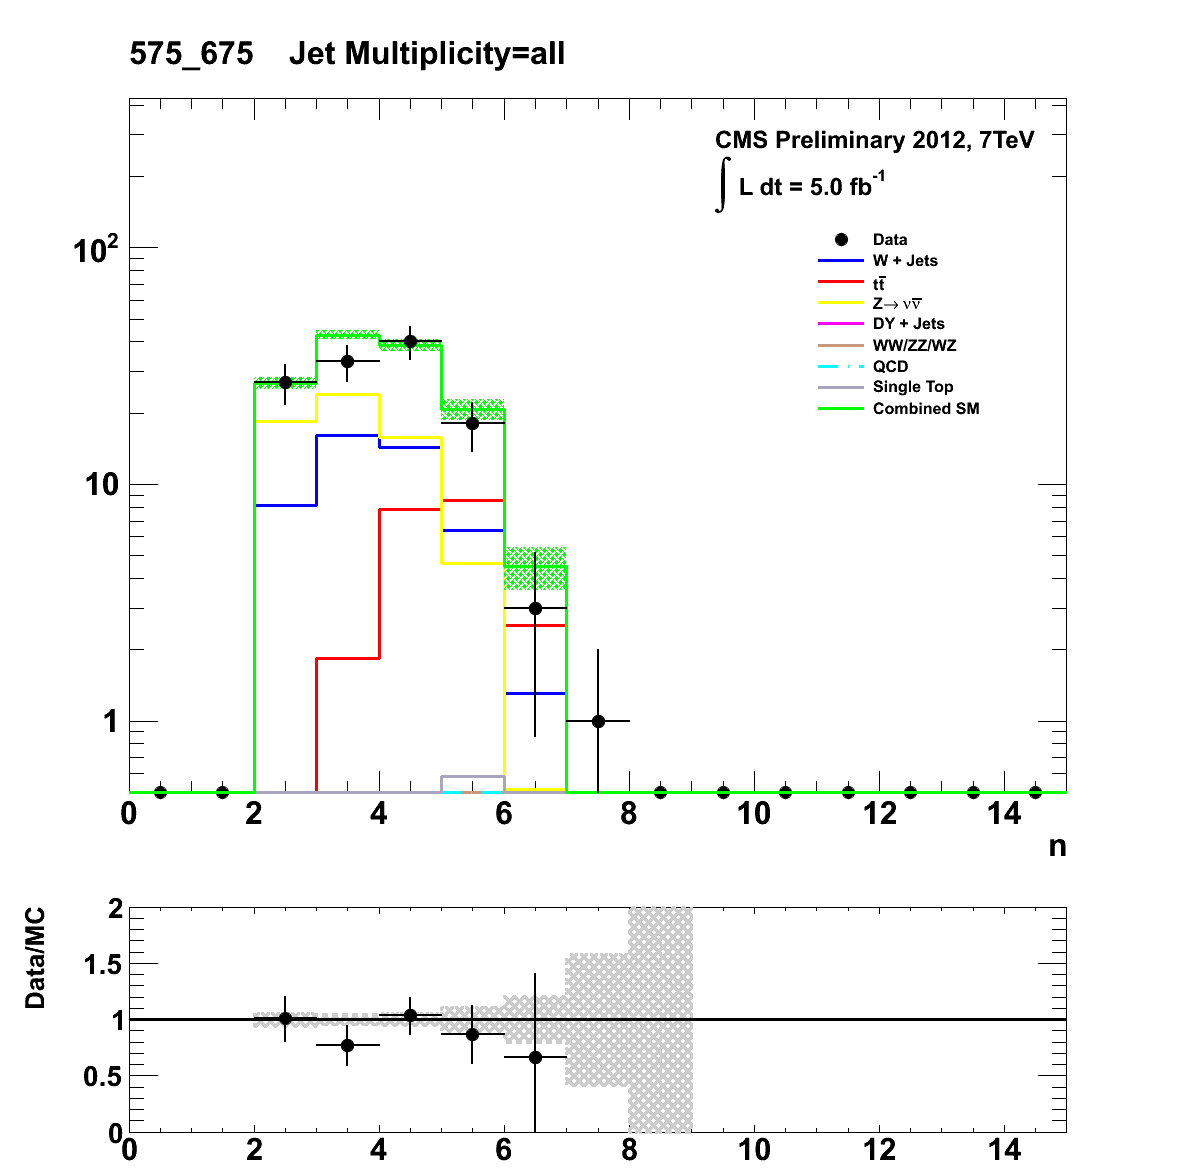 575_675 Jet Multiplicity=all
CMS Preliminary 2012, 7TeV
∫ L dt = 5.0 fb⁻¹
Data
W + Jets
tt̅
Z→ νν̅
DY + Jets
WW/ZZ/WZ
QCD
Single Top
Combined SM
10²
10
1
0 2 4 6 8 10 12 14
n
Data/MC
2
1.5
1
0.5
0
0 2 4 6 8 10 12 14